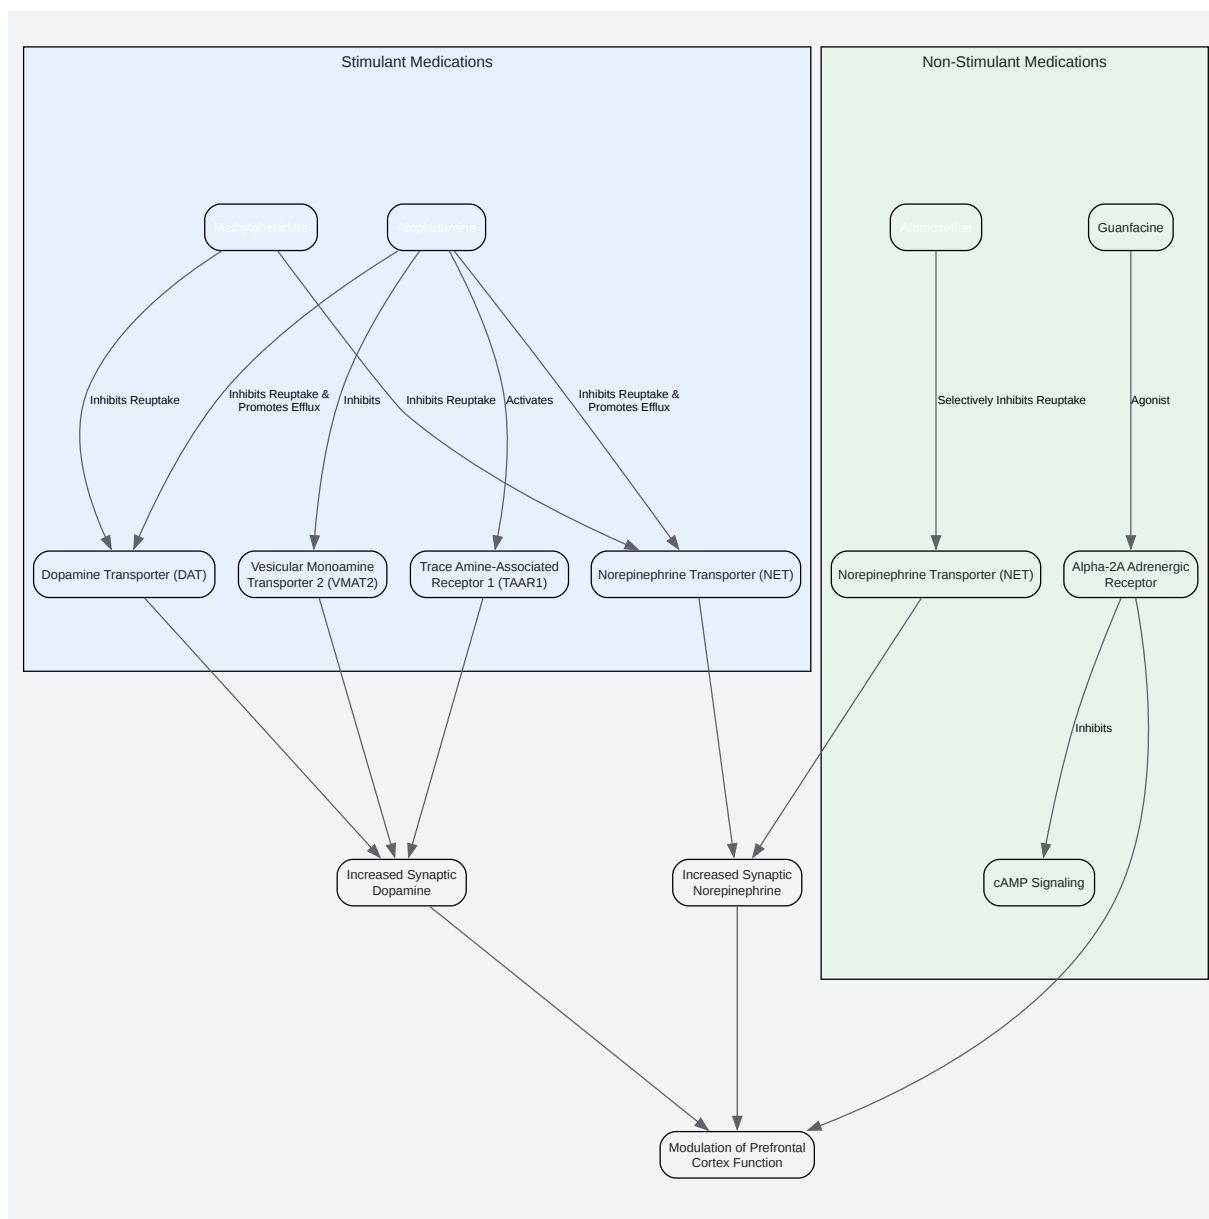 Stimulant Medications
Non-Stimulant Medications
Methylphenidate
Amphetamine
Atomoxetine
Guanfacine
Inhibits Reuptake
Inhibits Reuptake &
Promotes Efflux
Inhibits
Inhibits Reuptake
Activates
Inhibits Reuptake &
Promotes Efflux
Selectively Inhibits Reuptake
Agonist
Dopamine Transporter (DAT)
Vesicular Monoamine
Transporter 2 (VMAT2)
Trace Amine-Associated
Receptor 1 (TAAR1)
Norepinephrine Transporter (NET)
Norepinephrine Transporter (NET)
Alpha-2A Adrenergic
Receptor
Inhibits
Increased Synaptic
Dopamine
Increased Synaptic
Norepinephrine
cAMP Signaling
Modulation of Prefrontal
Cortex Function